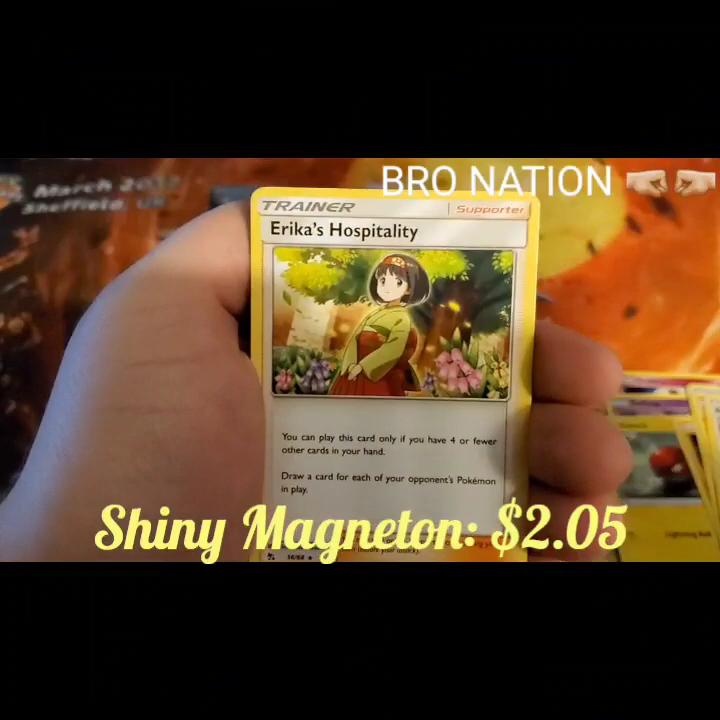 BRO NATION 🤜🤛
March
Sheffield, UK
TRAINER
Supporter
Erika's Hospitality
You can play this card only if you have 4 or fewer
other cards in your hand.
Draw a card for each of your opponent's Pokémon
in play.
Shiny Magneton: $2.05